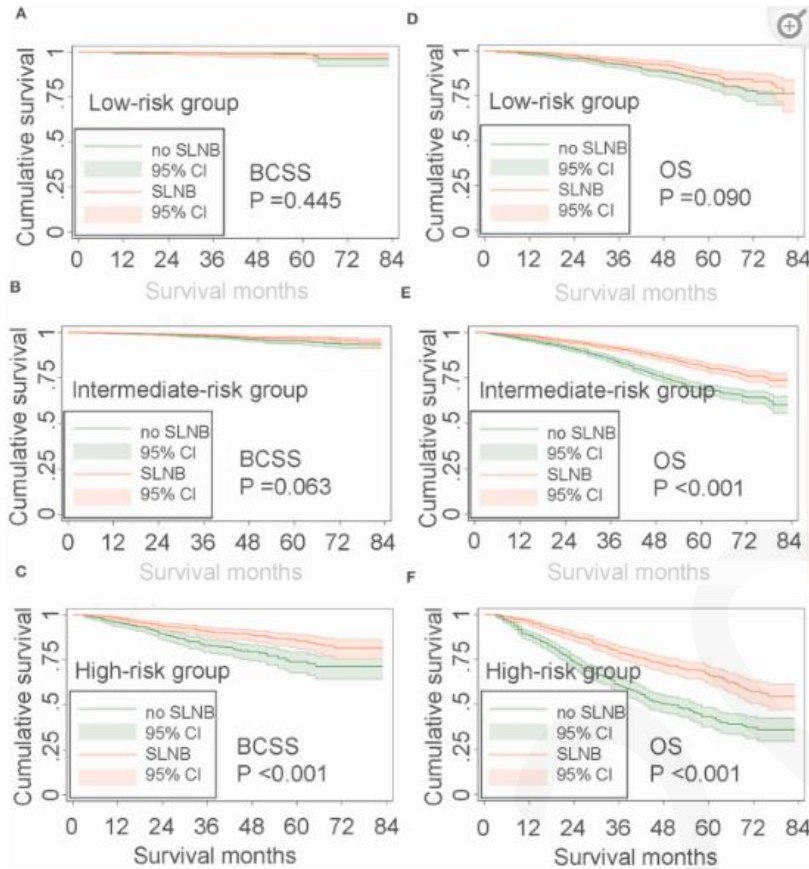 A
Cumulative survival
1
.75
.5
.25
0
Low-risk group
no SLNB
95% CI
SLNB
95% CI
BCSS
P =0.445
0 12 24 36 48 60 72 84
Survival months
D
Cumulative survival
1
.75
.5
.25
0
Low-risk group
no SLNB
95% CI
SLNB
95% CI
OS
P =0.090
0 12 24 36 48 60 72 84
Survival months
B
Cumulative survival
1
.75
.5
.25
0
Intermediate-risk group
no SLNB
95% CI
SLNB
95% CI
BCSS
P =0.063
0 12 24 36 48 60 72 84
Survival months
E
Cumulative survival
1
.75
.5
.25
0
Intermediate-risk group
no SLNB
95% CI
SLNB
95% CI
OS
P <0.001
0 12 24 36 48 60 72 84
Survival months
C
Cumulative survival
1
.75
.5
.25
0
High-risk group
no SLNB
95% CI
SLNB
95% CI
BCSS
P <0.001
0 12 24 36 48 60 72 84
Survival months
F
Cumulative survival
1
.75
.5
.25
0
High-risk group
no SLNB
95% CI
SLNB
95% CI
OS
P <0.001
0 12 24 36 48 60 72 84
Survival months